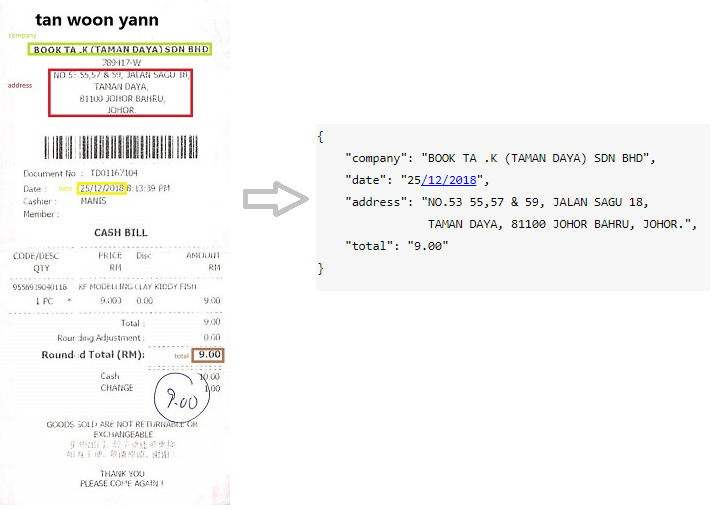 tan woon yann
company
BOOK TA .K (TAMAN DAYA) SDN BHD
789417-W
address
NO.53 55,57 & 59, JALAN SAGU 18,
TAMAN DAYA,
81100 JOHOR BAHRU,
JOHOR.
Document No : TD01167104
Date : date 25/12/2018 8:13:39 PM
Cashier : MANIS
Member :
CASH BILL
CODE/DESC PRICE Disc AMOUNT
QTY RM RM
9556939040116 KF MODELLING CLAY KIDDY FISH
1 PC * 9.000 0.00 9.00
Total : 9.00
Rounding Adjustment : 0.00
Rounded Total (RM): total 9.00
Cash 10.00
CHANGE 1.00
9.00
GOODS SOLD ARE NOT RETURNABLE OR
EXCHANGEABLE
THANK YOU
PLEASE COME AGAIN !
{
"company": "BOOK TA .K (TAMAN DAYA) SDN BHD",
"date": "25/12/2018",
"address": "NO.53 55,57 & 59, JALAN SAGU 18,
TAMAN DAYA, 81100 JOHOR BAHRU, JOHOR.",
"total": "9.00"
}